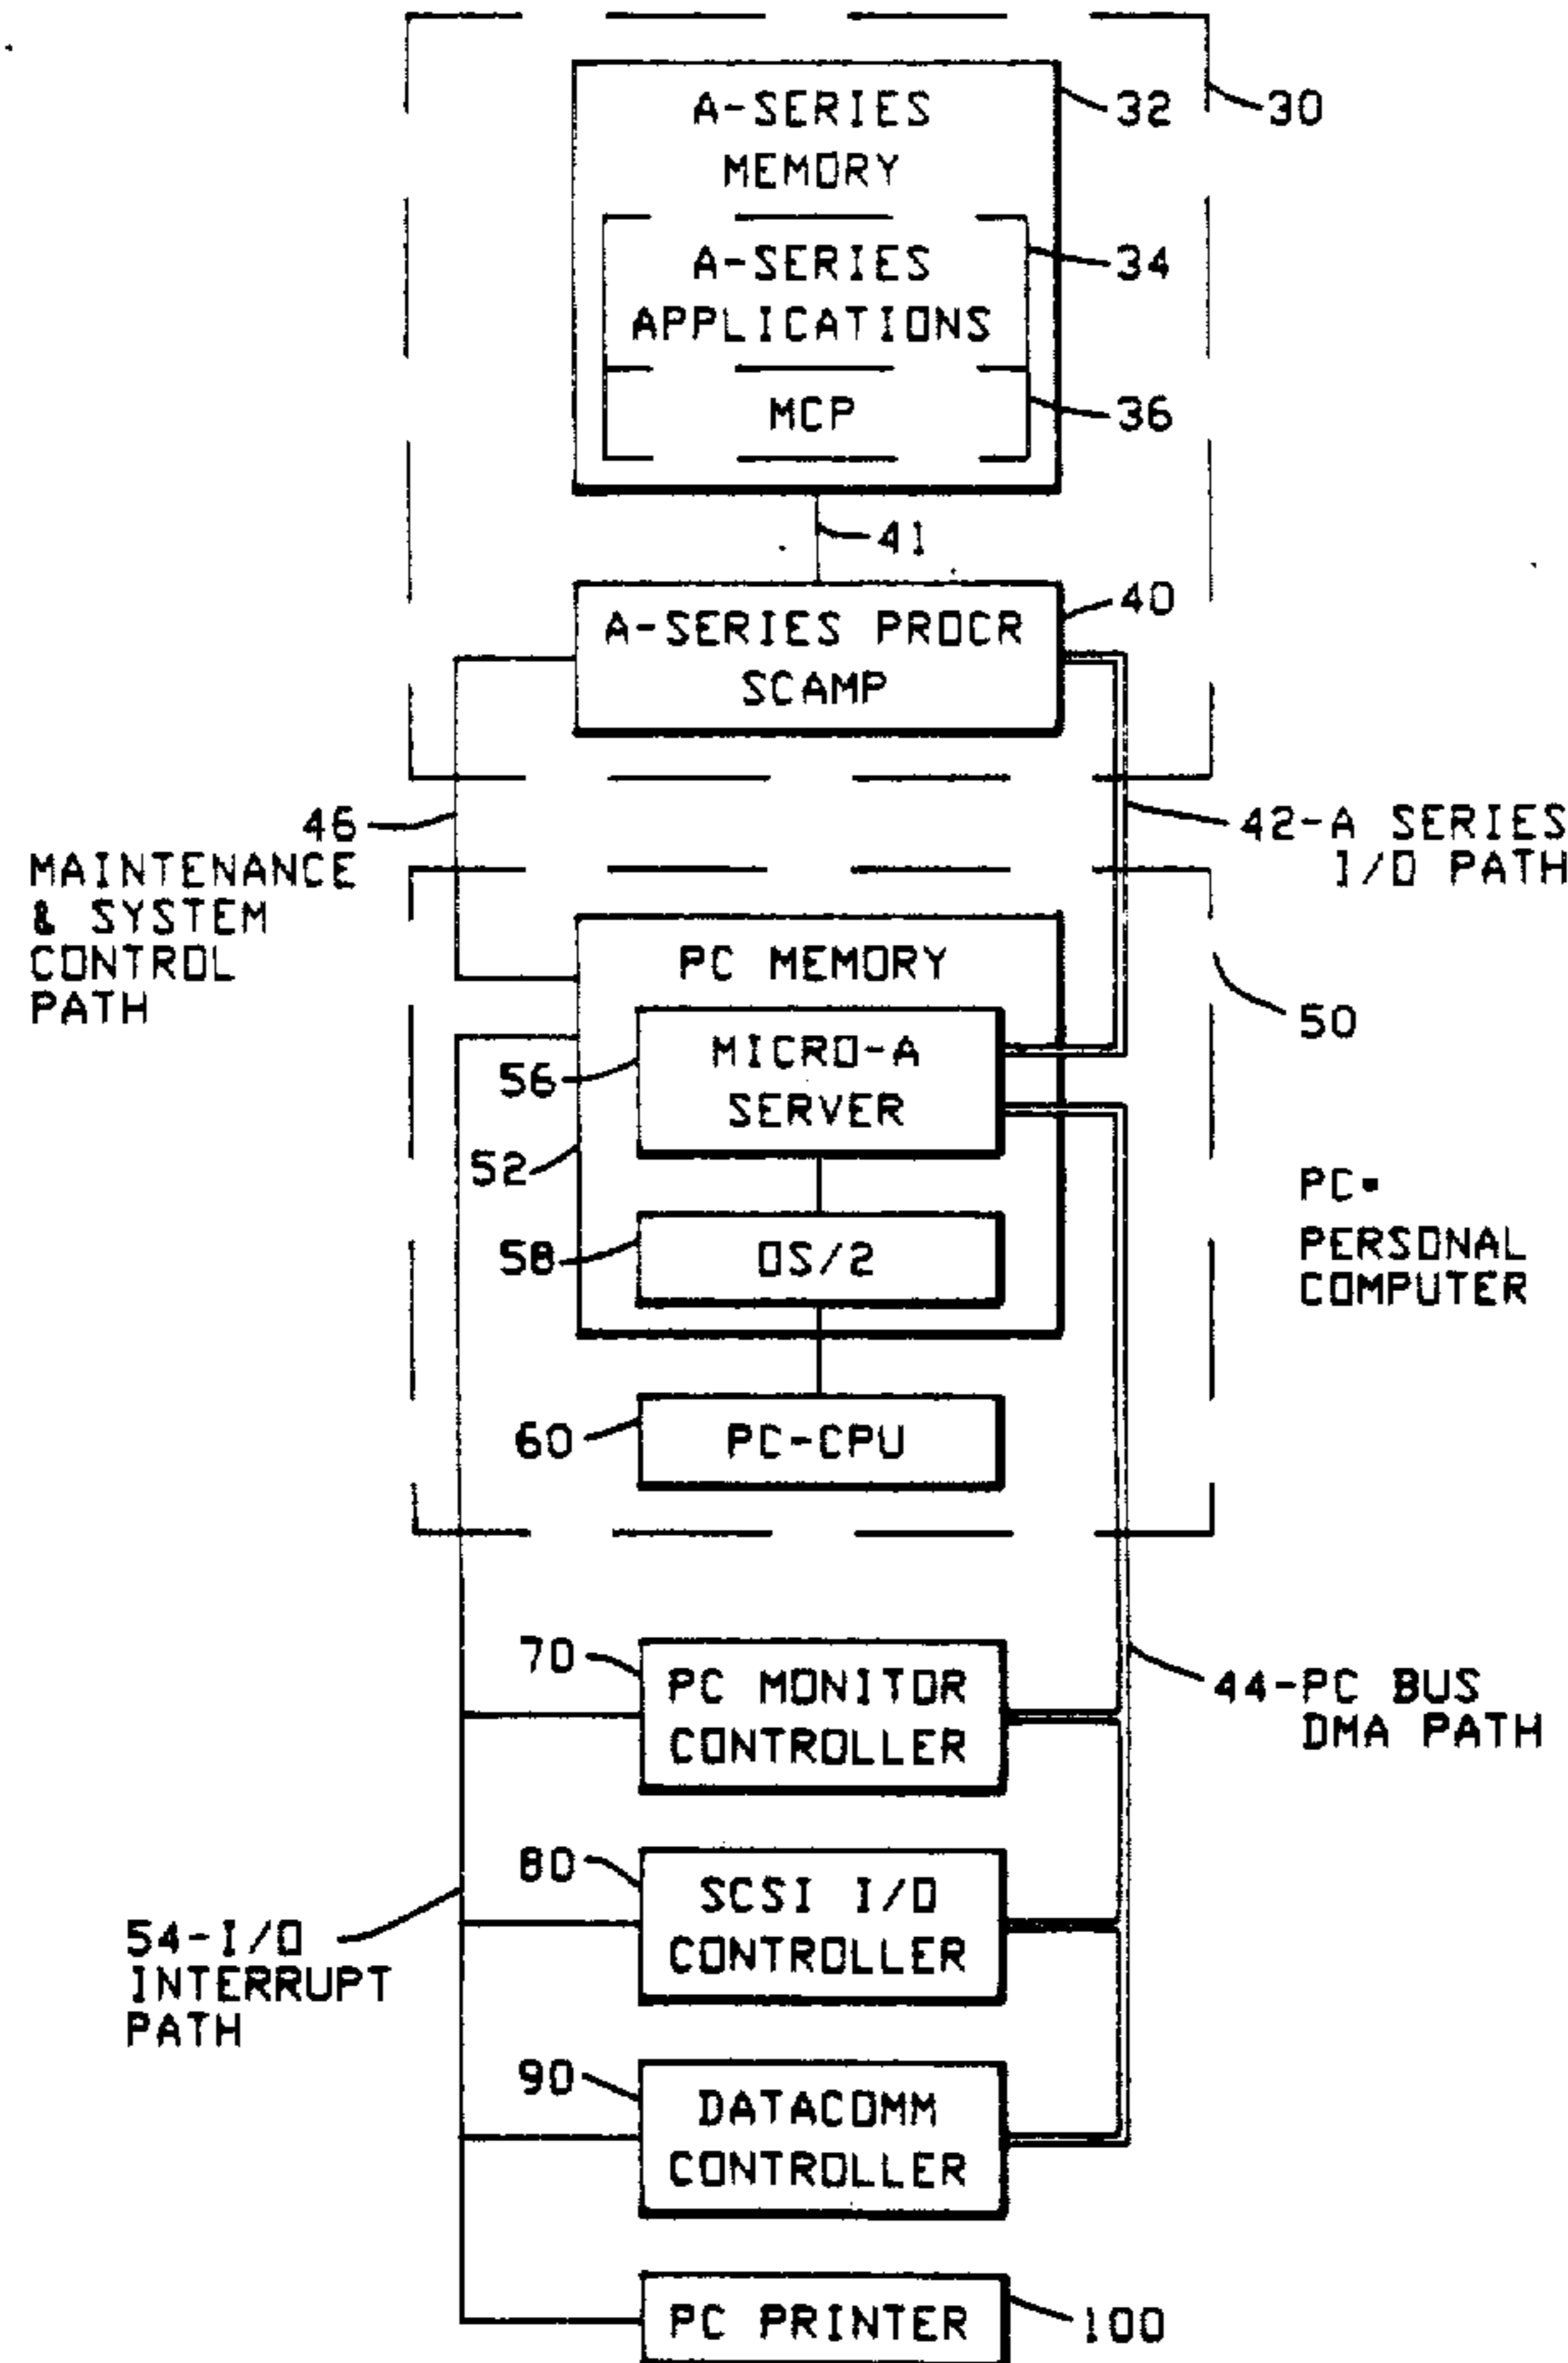 A-SERIES
MEMORY
32
30
A-SERIES
APPLICATIONS
34
MCP
36
41
A-SERIES PROCR
SCAMP
40
46
MAINTENANCE
& SYSTEM
CONTROL
PATH
42-A SERIES
I/O PATH
PC MEMORY
50
MICRO-A
SERVER
56
52
OS/2
58
PC=
PERSONAL
COMPUTER
PC-CPU
60
70
PC MONITOR
CONTROLLER
44-PC BUS
DMA PATH
80
SCSI I/O
CONTROLLER
54-I/O
INTERRUPT
PATH
90
DATACOMM
CONTROLLER
PC PRINTER
100